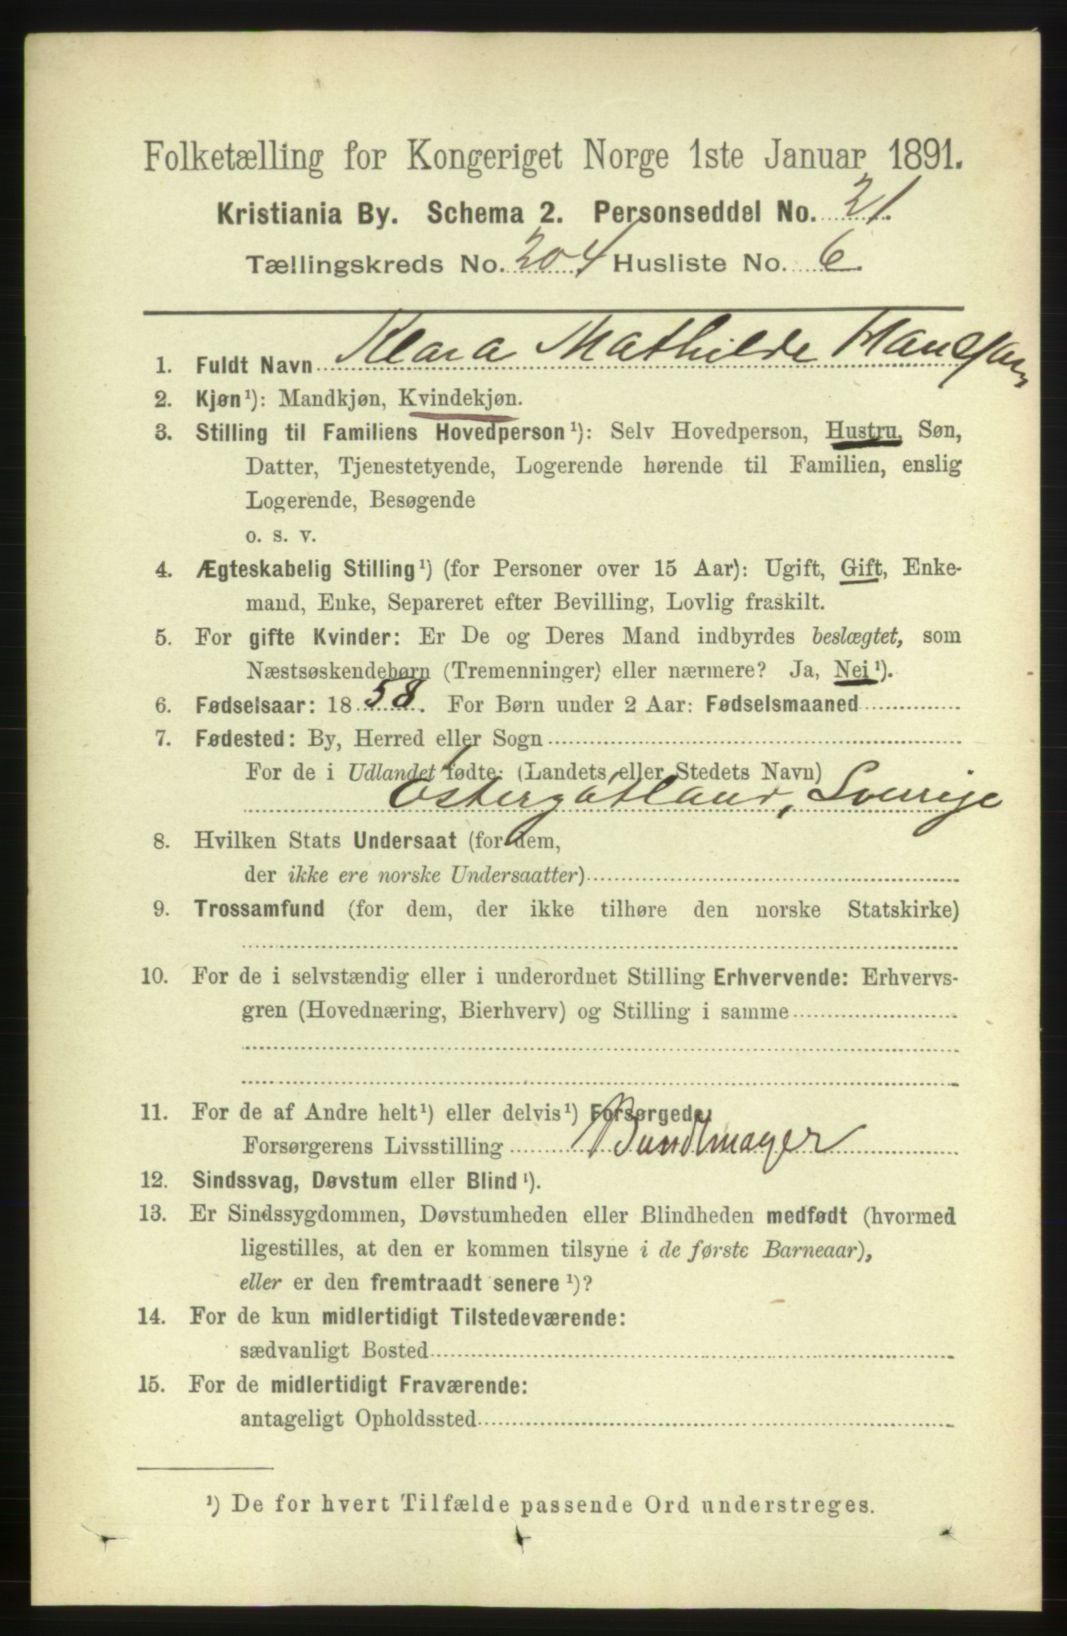 Folketælling for Kongeriget Norge 1ste Januar 1891.
Kristiania By. Schema 2. Personseddel No. 21.
Tællingskreds No. 204 Husliste No. 6.
1. Fuldt Navn Klara Mathilde Hansen
2. Kjøn¹): Mandkjøn, Kvindekjøn.
3. Stilling til Familiens Hovedperson¹): Selv Hovedperson, Hustru, Søn,
Datter, Tjenestetyende, Logerende hørende til Familien, enslig
Logerende, Besøgende
o. s. v.
4. Ægteskabelig Stilling¹) (for Personer over 15 Aar): Ugift, Gift, Enke-
mand, Enke, Separeret efter Bevilling, Lovlig fraskilt.
5. For gifte Kvinder: Er De og Deres Mand indbyrdes beslægtet, som
Næstsøskendebørn (Tremenninger) eller nærmere? Ja, Nei¹).
6. Fødselsaar: 1858. For Børn under 2 Aar: Fødselsmaaned
7. Fødested: By, Herred eller Sogn
For de i Udlandet fødte: (Landets eller Stedets Navn)
Østergøtland, Sverrige
8. Hvilken Stats Undersaat (for dem,
der ikke ere norske Undersaatter)
9. Trossamfund (for dem, der ikke tilhøre den norske Statskirke)
10. For de i selvstændig eller i underordnet Stilling Erhvervende: Erhvervs-
gren (Hovednæring, Bierhverv) og Stilling i samme
11. For de af Andre helt¹) eller delvis¹) Forsørgede:
Forsørgerens Livsstilling Bundtmager
12. Sindssvag, Døvstum eller Blind¹).
13. Er Sindssygdommen, Døvstumheden eller Blindheden medfødt (hvormed
ligestilles, at den er kommen tilsyne i de første Barneaar),
eller er den fremtraadt senere¹)?
14. For de kun midlertidigt Tilstedeværende:
sædvanligt Bosted
15. For de midlertidigt Fraværende:
antageligt Opholdssted
¹) De for hvert Tilfælde passende Ord understreges.